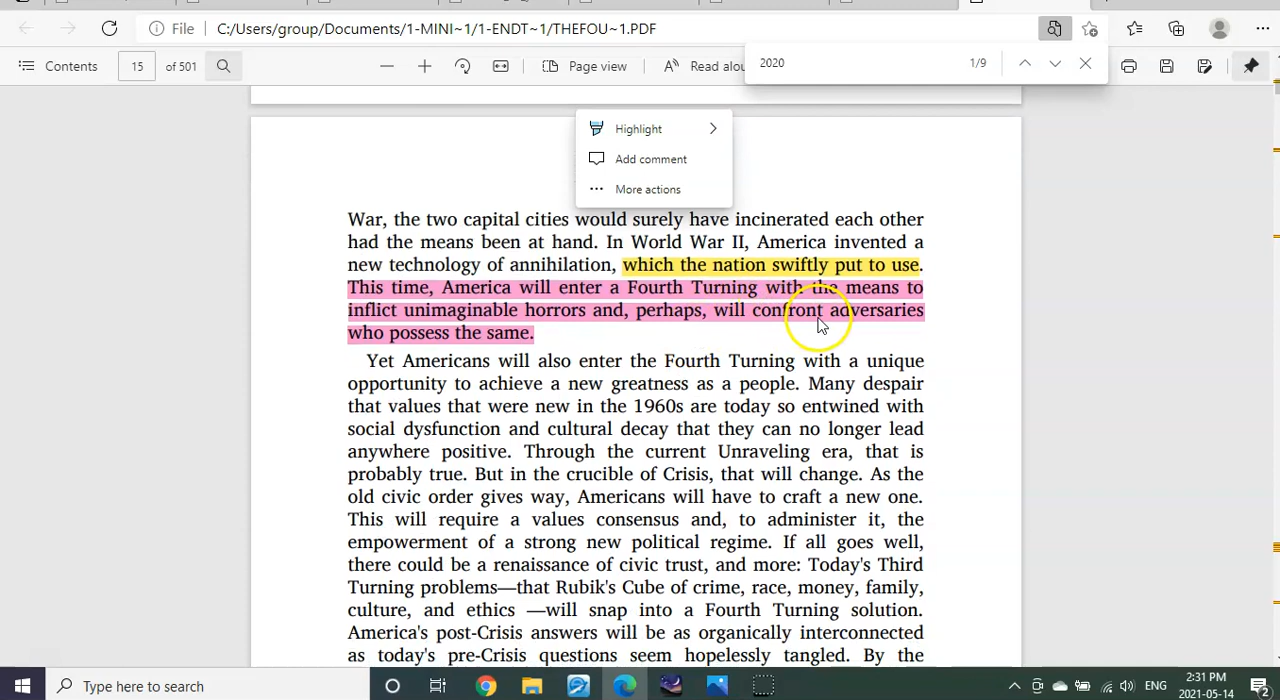 File
C:/Users/group/Documents/1-MINI~1/1-ENDT~1/THEFOU~1.PDF
Contents
15
of 501
Page view
Read alou
2020
1/9
Highlight
Add comment
More actions
War, the two capital cities would surely have incinerated each other
had the means been at hand. In World War II, America invented a
new technology of annihilation, which the nation swiftly put to use.
This time, America will enter a Fourth Turning with the means to
inflict unimaginable horrors and, perhaps, will confront adversaries
who possess the same.
Yet Americans will also enter the Fourth Turning with a unique
opportunity to achieve a new greatness as a people. Many despair
that values that were new in the 1960s are today so entwined with
social dysfunction and cultural decay that they can no longer lead
anywhere positive. Through the current Unraveling era, that is
probably true. But in the crucible of Crisis, that will change. As the
old civic order gives way, Americans will have to craft a new one.
This will require a values consensus and, to administer it, the
empowerment of a strong new political regime. If all goes well,
there could be a renaissance of civic trust, and more: Today's Third
Turning problems—that Rubik's Cube of crime, race, money, family,
culture, and ethics —will snap into a Fourth Turning solution.
America's post-Crisis answers will be as organically interconnected
as today's pre-Crisis questions seem hopelessly tangled. By the
Type here to search
ENG
2:31 PM
2021-05-14
2